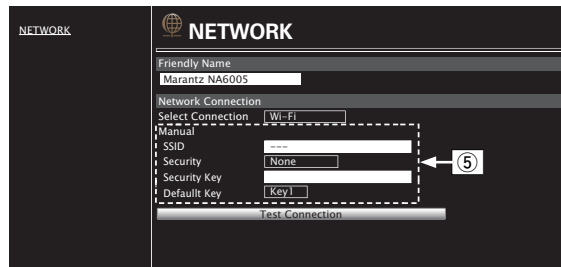 NETWORK
NETWORK
Friendly Name
Marantz NA6005
Network Connection
Select Connection Wi-Fi
Manual
SSID ---
Security None
⑤
Security Key
Defaullt Key Key1
Test Connection